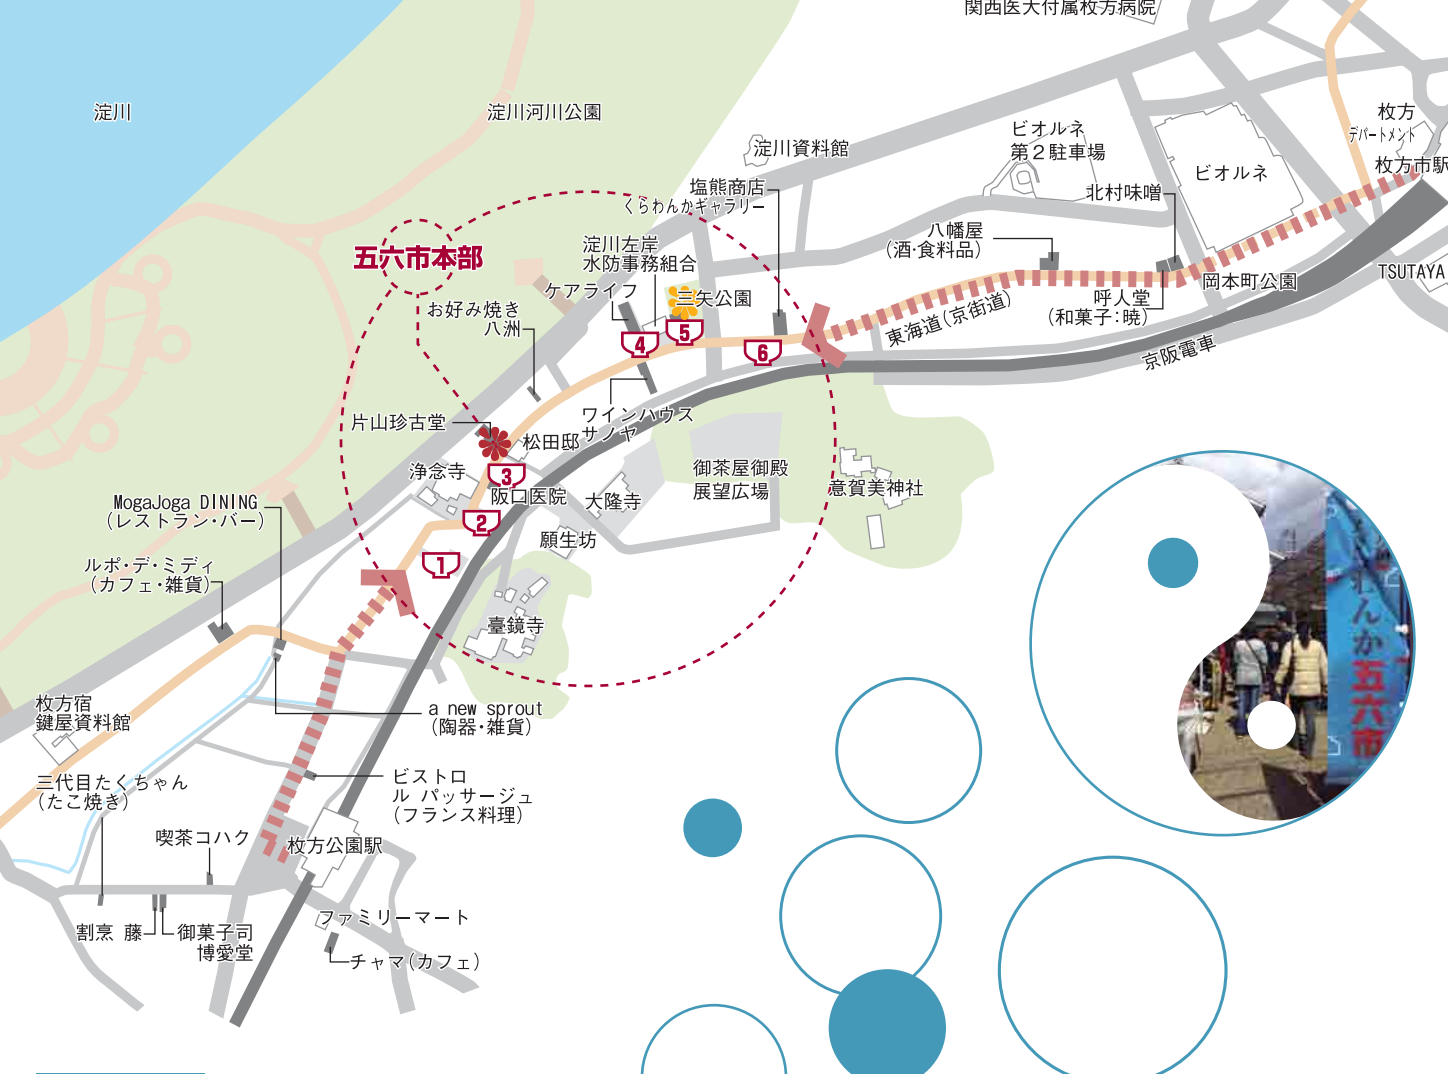 関西医大付属枚方病院
淀川
淀川河川公園
淀川資料館
ビオルネ
第2駐車場
ビオルネ
枚方
デパートメント
枚方市駅
塩熊商店
くらわんかギャラリー
北村味噌
八幡屋
(酒・食料品)
五六市本部
淀川左岸
水防事務組合
ケアライフ
三矢公園
お好み焼き
八洲
呼人堂
(和菓子:暁)
岡本町公園
TSUTAYA
東海道(京街道)
京阪電車
4
5
6
片山珍古堂
ワインハウス
サノヤ
松田邸
浄念寺
3
阪口医院
大隆寺
御茶屋御殿
展望広場
意賀美神社
MogaJoga DINING
(レストラン・バー)
2
願生坊
1
ルポ・デ・ミディ
(カフェ・雑貨)
臺鏡寺
わんか五六市
枚方宿
鍵屋資料館
a new sprout
(陶器・雑貨)
三代目たくちゃん
(たこ焼き)
ビストロ
ル パッサージュ
(フランス料理)
喫茶コハク
枚方公園駅
割烹 藤
御菓子司
博愛堂
ファミリーマート
チャマ(カフェ)